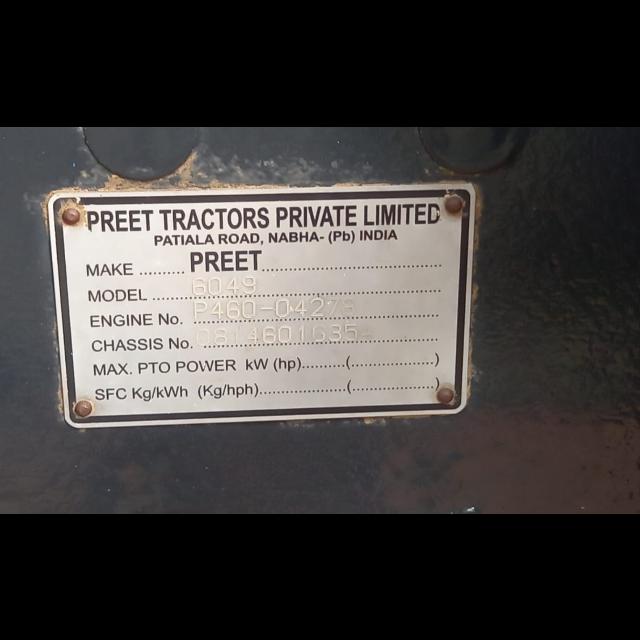 PREET TRACTORS PRIVATE LIMITED
PATIALA ROAD, NABHA- (Pb) INDIA
MAKE .......... PREET
MODEL 6049
ENGINE No.
CHASSIS No.
MAX. PTO POWER kW (hp)..........(....................)
SFC Kg/kWh (Kg/hph)....................(....................)